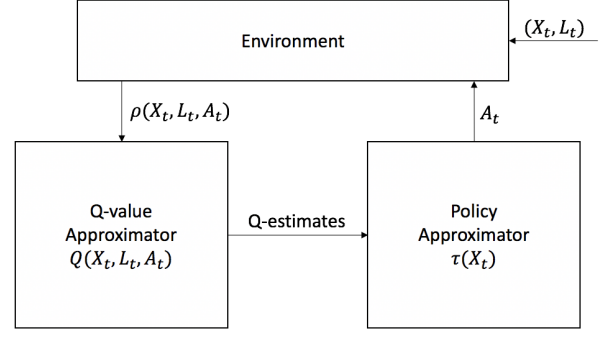 Environment
(X_t, L_t)
ρ(X_t, L_t, A_t)
A_t
Q-value
Approximator
Q(X_t, L_t, A_t)
Q-estimates
Policy
Approximator
τ(X_t)